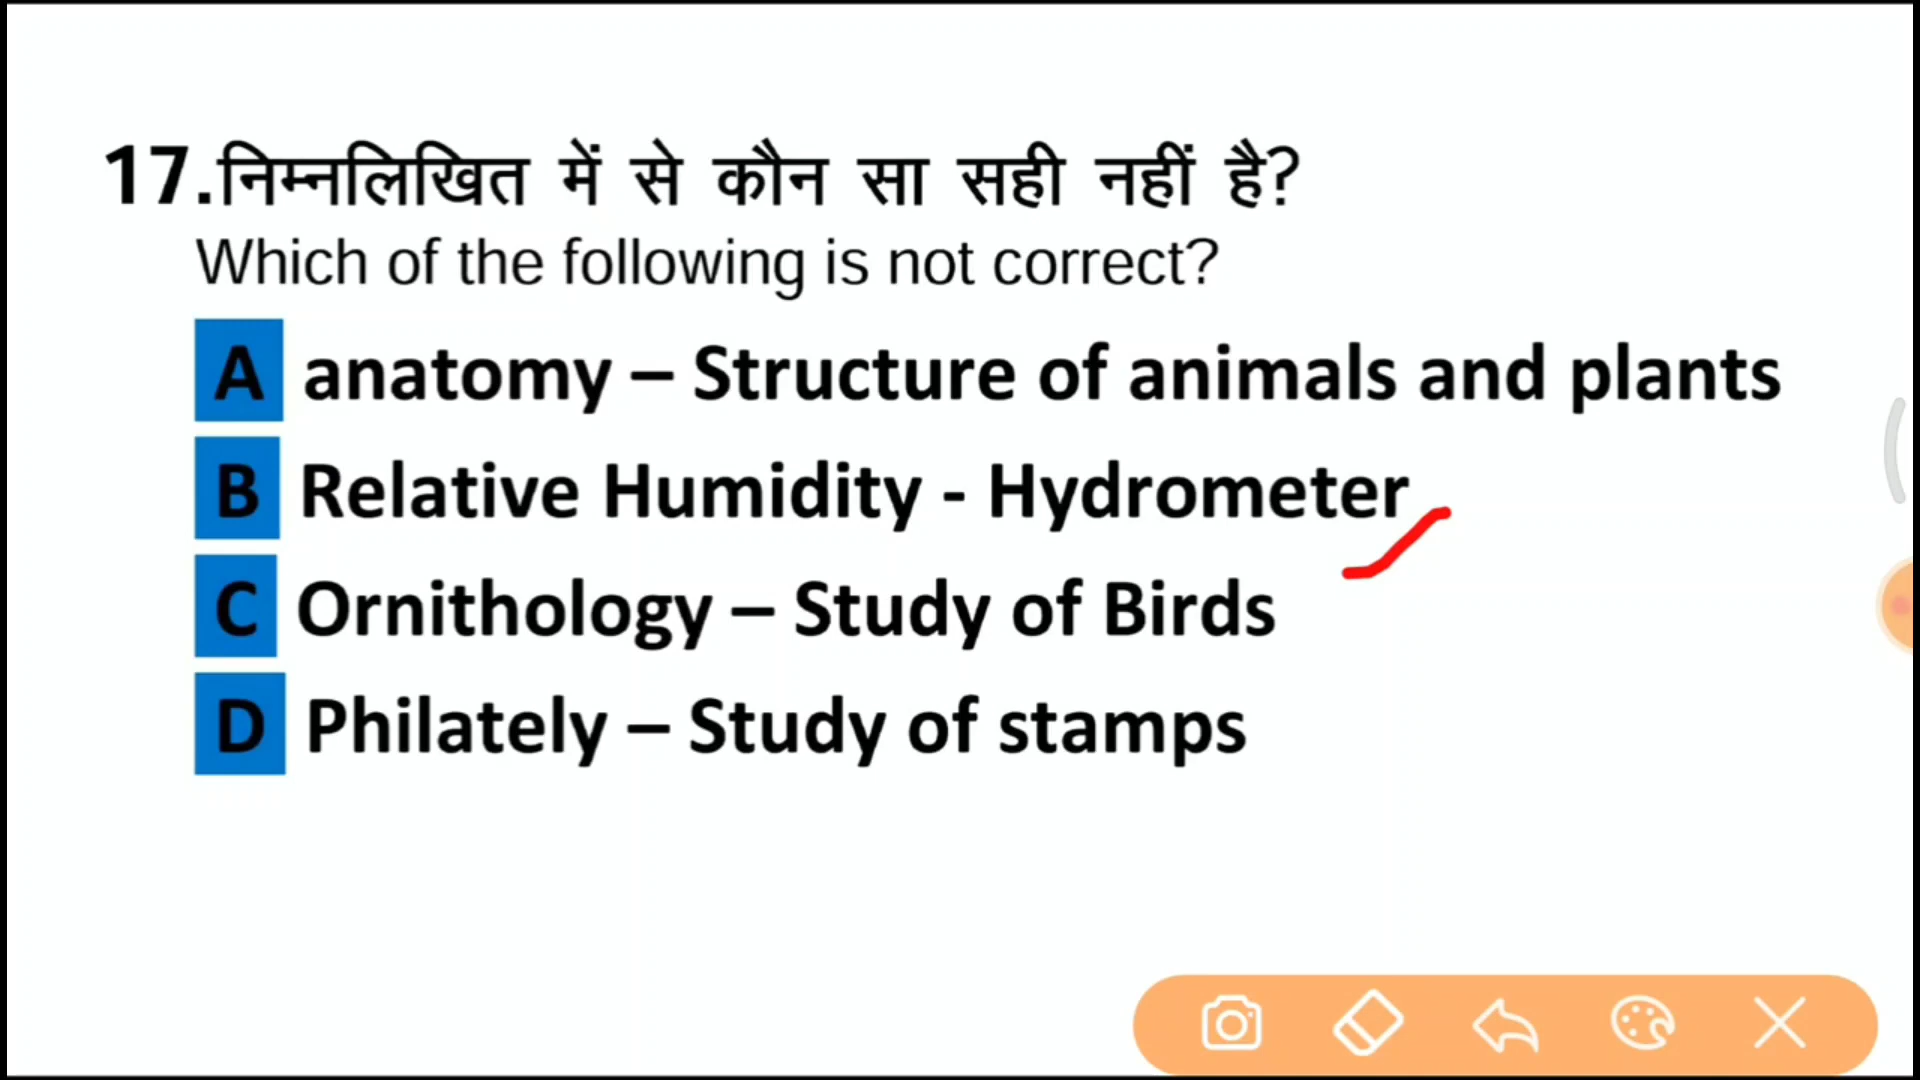 17.निम्नलिखित में से कौन सा सही नहीं है?
Which of the following is not correct?
A anatomy – Structure of animals and plants
B Relative Humidity - Hydrometer
C Ornithology – Study of Birds
D Philately – Study of stamps